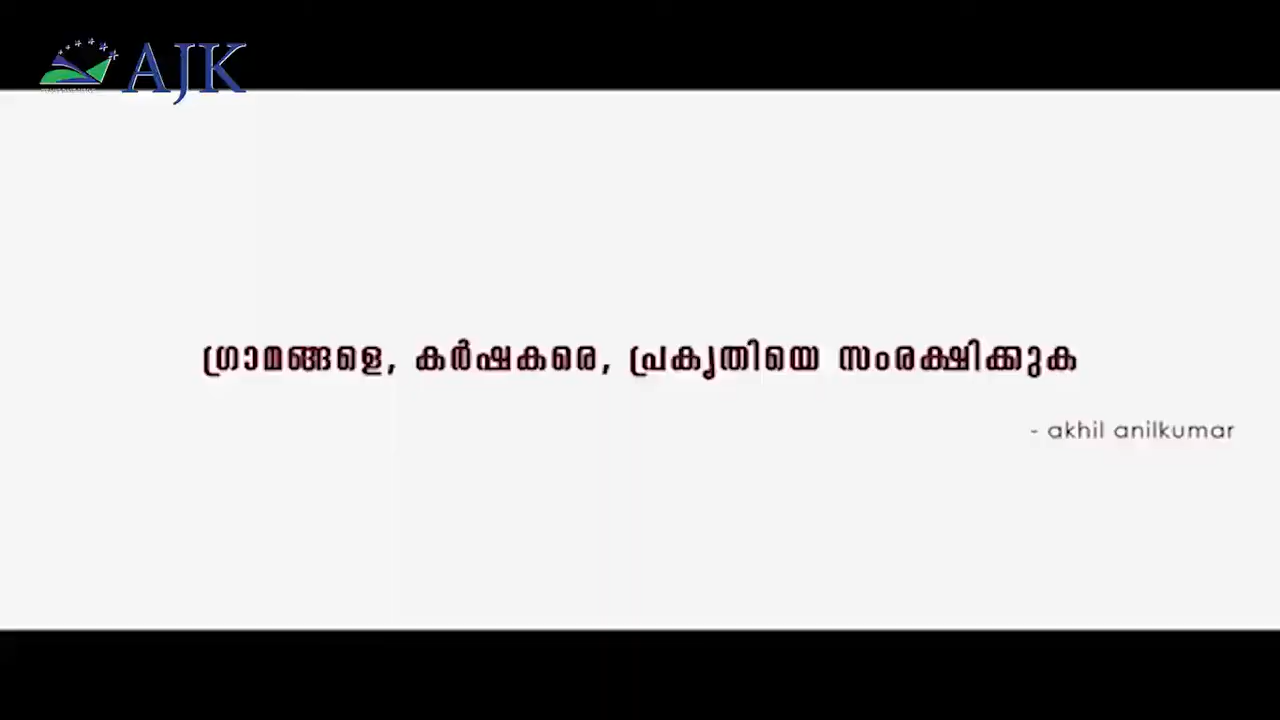 AJK
ഗ്രാമങ്ങളെ, കർഷകരെ, പ്രകൃതിയെ സംരക്ഷിക്കുക
- akhil anilkumar